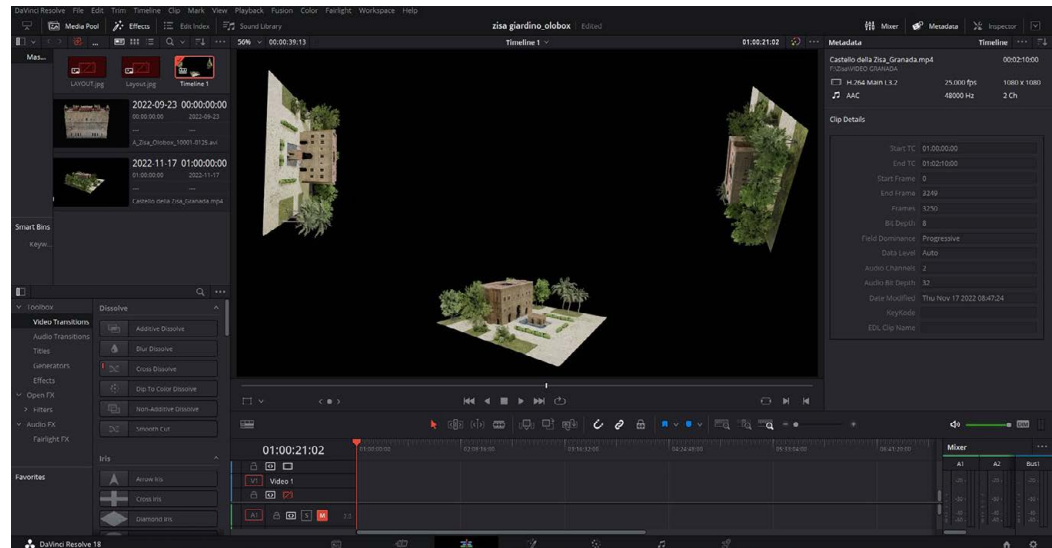 DaVinci Resolve File Edit Trim Timeline Clip Mark View Playback Fusion Color Fairlight Workspace Help
Media Pool Effects Edit Index Sound Library zisa giardino_olobox Edited Mixer Metadata Inspector
56% 00:00:39:13 Timeline 1 01:00:21:02 Metadata Timeline
Mas...
LAYOUT.jpg Layout.jpg Timeline 1
2022-09-23 00:00:00:00
00:00:00:00 2022-09-23
A_Zisa_Olobox_10001-0125.avi
2022-11-17 01:00:00:00
01:00:00:00 2022-11-17
Castello della Zisa_Granada.mp4
Smart Bins
Keyw...
Castello della Zisa_Granada.mp4 00:02:10:00
F:\Zisa\VIDEO GRANADA
H.264 Main L3.2 25.000 fps 1080 x 1080
AAC 48000 Hz 2 Ch
Clip Details
Start TC 01:00:00:00
End TC 01:02:10:00
Start Frame 0
End Frame 3249
Frames 3250
Bit Depth 8
Field Dominance Progressive
Data Level Auto
Audio Channels 2
Audio Bit Depth 32
Date Modified Thu Nov 17 2022 08:47:24
KeyKode
EDL Clip Name
Toolbox
Video Transitions
Audio Transitions
Titles
Generators
Effects
Open FX
Filters
Audio FX
Fairlight FX
Favorites
Dissolve
Additive Dissolve
Blur Dissolve
Cross Dissolve
Dip To Color Dissolve
Non-Additive Dissolve
Smooth Cut
Iris
Arrow Iris
Cross Iris
Diamond Iris
01:00:21:02
V1 Video 1
A1 S M 2.0
Mixer
A1 A2 Bus1
DaVinci Resolve 18